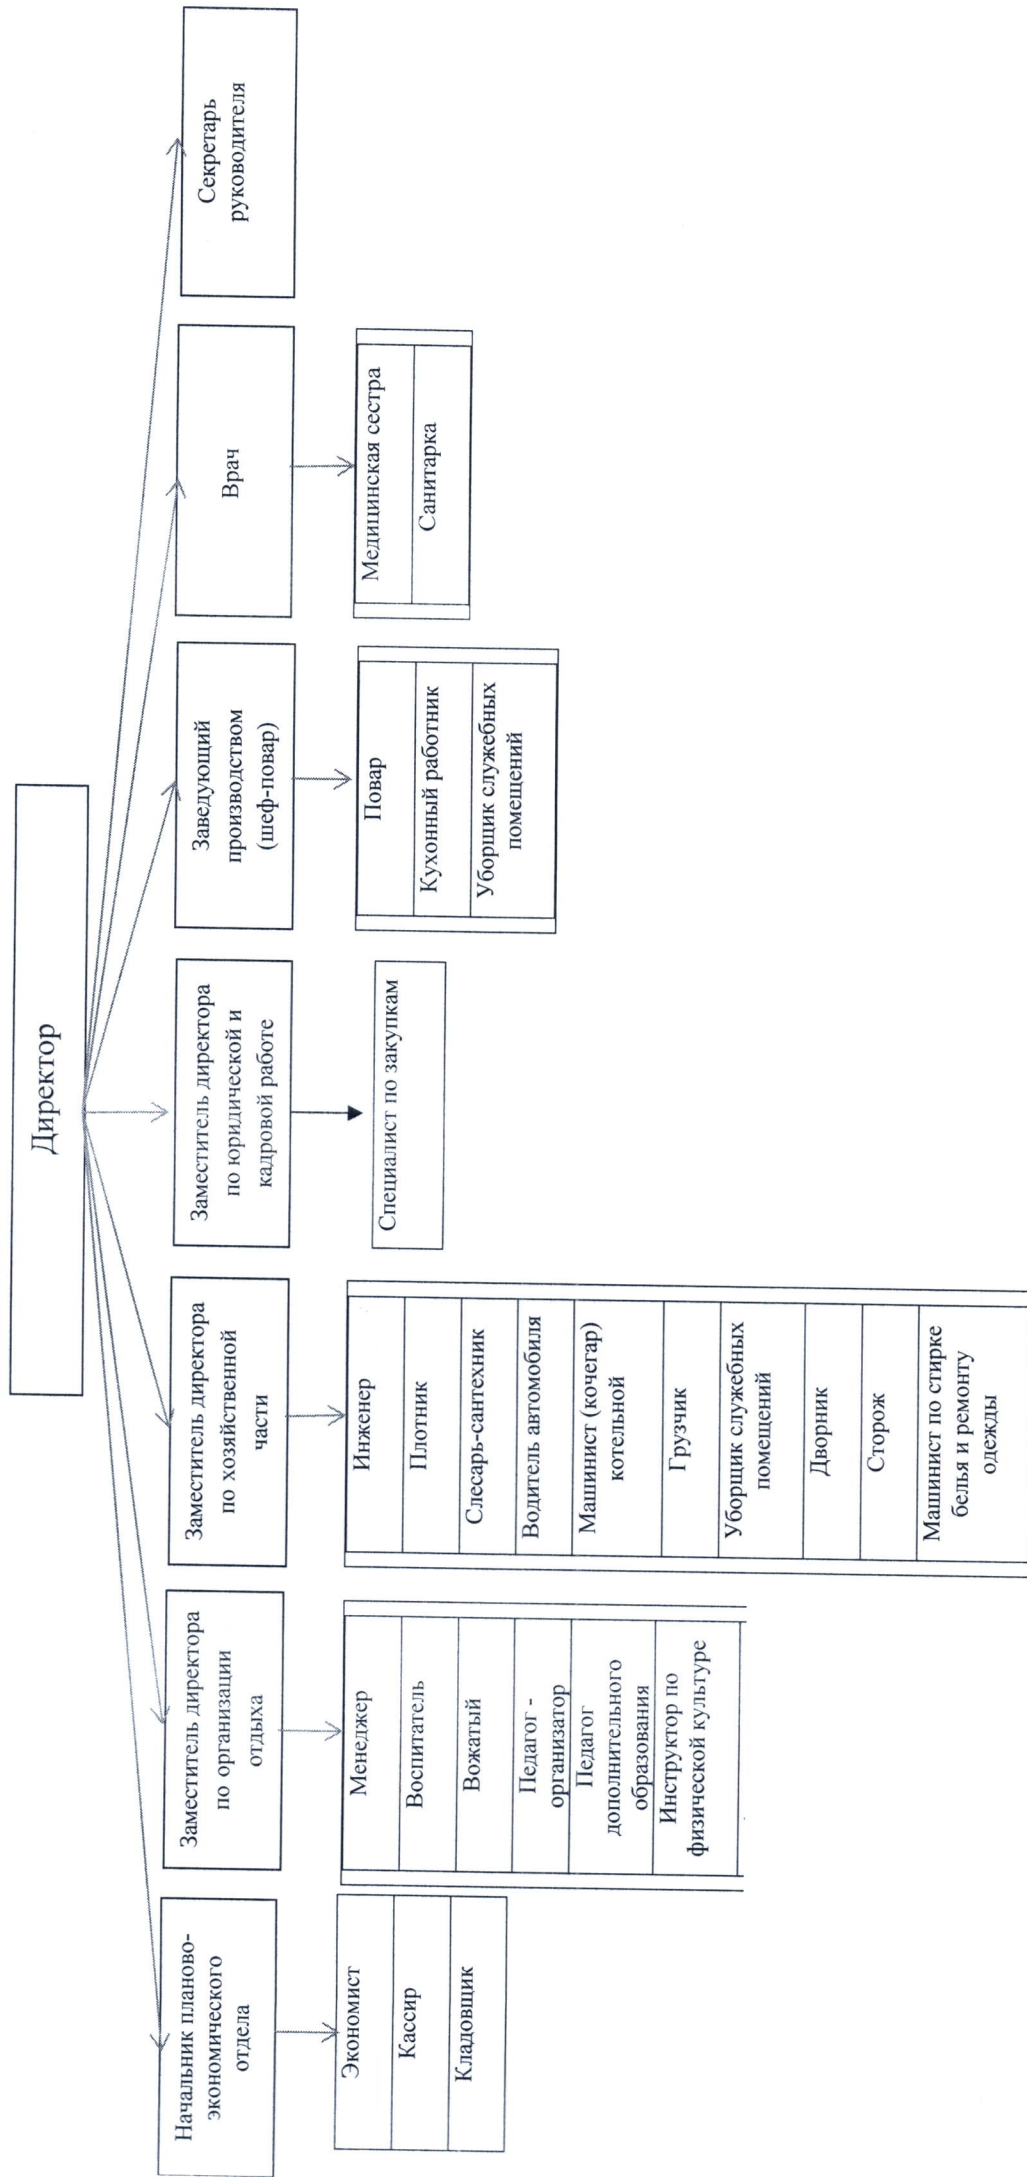 Директор
Начальник планово-
экономического
отдела
Заместитель директора
по организации
отдыха
Заместитель директора
по хозяйственной
части
Заместитель директора
по юридической и
кадровой работе
Заведующий
производством
(шеф-повар)
Врач
Секретарь
руководителя
Экономист
Кассир
Кладовщик
Менеджер
Воспитатель
Вожатый
Педагог -
организатор
Педагог
дополнительного
образования
Инструктор по
физической культуре
Инженер
Плотник
Слесарь-сантехник
Водитель автомобиля
Машинист (кочегар)
котельной
Грузчик
Уборщик служебных
помещений
Дворник
Сторож
Машинист по стирке
белья и ремонту
одежды
Специалист по закупкам
Повар
Кухонный работник
Уборщик служебных
помещений
Медицинская сестра
Санитарка